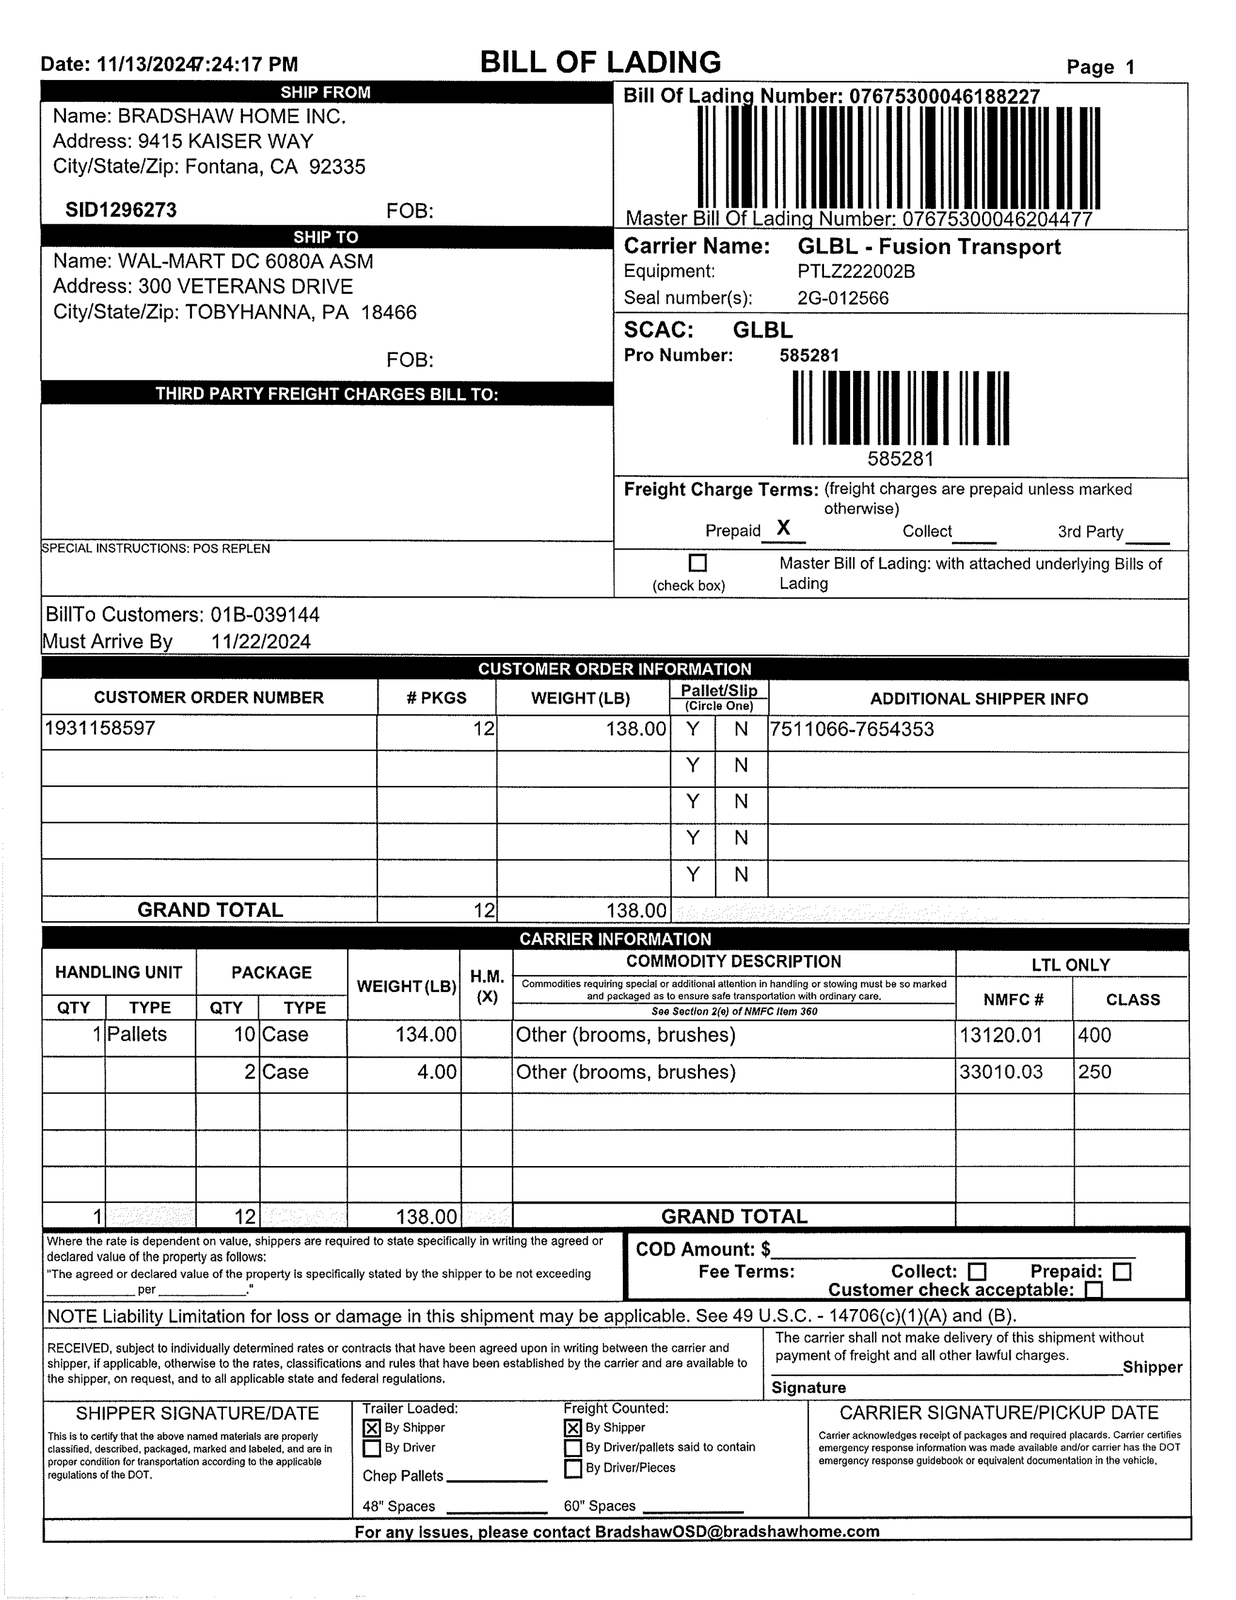 Date: 11/13/2024 7:24:17 PM
BILL OF LADING
Page 1
SHIP FROM
Name: BRADSHAW HOME INC.
Address: 9415 KAISER WAY
City/State/Zip: Fontana, CA 92335
SID1296273 FOB:
Bill Of Lading Number: 07675300046188227
Master Bill Of Lading Number: 07675300046204477
SHIP TO
Name: WAL-MART DC 6080A ASM
Address: 300 VETERANS DRIVE
City/State/Zip: TOBYHANNA, PA 18466
FOB:
Carrier Name: GLBL - Fusion Transport
Equipment: PTLZ222002B
Seal number(s): 2G-012566
SCAC: GLBL
Pro Number: 585281
585281
THIRD PARTY FREIGHT CHARGES BILL TO:
Freight Charge Terms: (freight charges are prepaid unless marked
otherwise)
Prepaid X Collect 3rd Party
SPECIAL INSTRUCTIONS: POS REPLEN
Master Bill of Lading: with attached underlying Bills of
(check box) Lading
BillTo Customers: 01B-039144
Must Arrive By 11/22/2024
CUSTOMER ORDER INFORMATION
CUSTOMER ORDER NUMBER # PKGS WEIGHT (LB) Pallet/Slip (Circle One) ADDITIONAL SHIPPER INFO
1931158597 12 138.00 Y N 7511066-7654353
Y N
Y N
Y N
Y N
GRAND TOTAL 12 138.00
CARRIER INFORMATION
HANDLING UNIT PACKAGE WEIGHT (LB) H.M. (X) COMMODITY DESCRIPTION LTL ONLY
Commodities requiring special or additional attention in handling or stowing must be so marked
and packaged as to ensure safe transportation with ordinary care.
See Section 2(e) of NMFC Item 360
QTY TYPE QTY TYPE NMFC # CLASS
1 Pallets 10 Case 134.00 Other (brooms, brushes) 13120.01 400
2 Case 4.00 Other (brooms, brushes) 33010.03 250
1 12 138.00 GRAND TOTAL
Where the rate is dependent on value, shippers are required to state specifically in writing the agreed or
declared value of the property as follows:
"The agreed or declared value of the property is specifically stated by the shipper to be not exceeding
______________ per ______________."
COD Amount: $
Fee Terms: Collect: Prepaid:
Customer check acceptable:
NOTE Liability Limitation for loss or damage in this shipment may be applicable. See 49 U.S.C. - 14706(c)(1)(A) and (B).
RECEIVED, subject to individually determined rates or contracts that have been agreed upon in writing between the carrier and
shipper, if applicable, otherwise to the rates, classifications and rules that have been established by the carrier and are available to
the shipper, on request, and to all applicable state and federal regulations.
The carrier shall not make delivery of this shipment without
payment of freight and all other lawful charges.
Shipper
Signature
SHIPPER SIGNATURE/DATE
This is to certify that the above named materials are properly
classified, described, packaged, marked and labeled, and are in
proper condition for transportation according to the applicable
regulations of the DOT.
Trailer Loaded:
X By Shipper
By Driver
Chep Pallets
48" Spaces
Freight Counted:
X By Shipper
By Driver/pallets said to contain
By Driver/Pieces
60" Spaces
CARRIER SIGNATURE/PICKUP DATE
Carrier acknowledges receipt of packages and required placards. Carrier certifies
emergency response information was made available and/or carrier has the DOT
emergency response guidebook or equivalent documentation in the vehicle.
For any issues, please contact BradshawOSD@bradshawhome.com